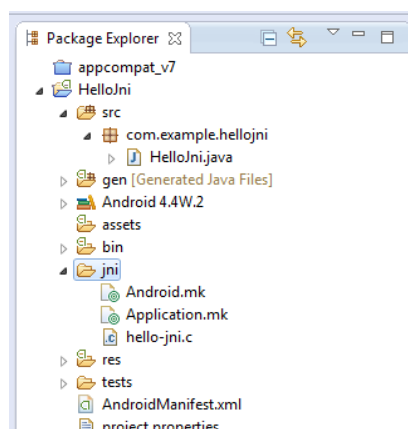 Package Explorer
appcompat_v7
HelloJni
src
com.example.hellojni
HelloJni.java
gen [Generated Java Files]
Android 4.4W.2
assets
bin
jni
Android.mk
Application.mk
hello-jni.c
res
tests
AndroidManifest.xml
project.properties